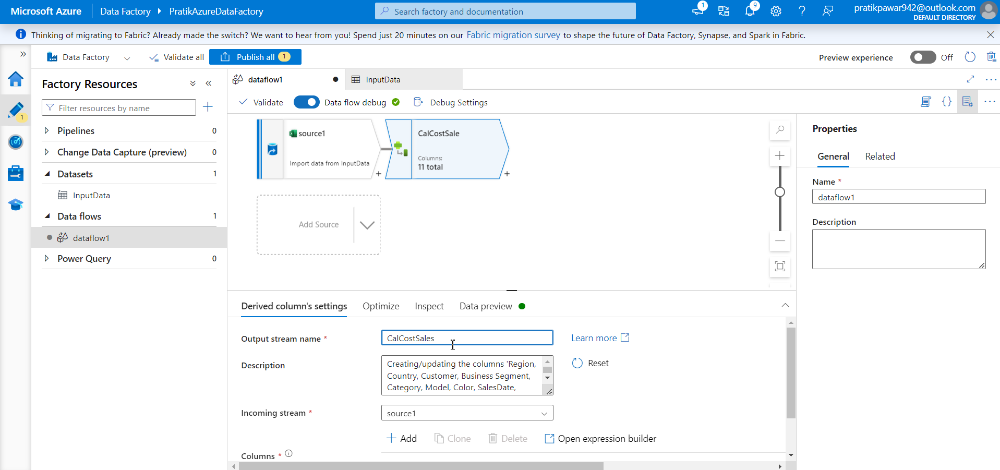 Microsoft Azure
Data Factory
PratikAzureDataFactory
Search factory and documentation
1
9
pratikpawar942@outlook.com
DEFAULT DIRECTORY
Thinking of migrating to Fabric? Already made the switch? We want to hear from you! Spend just 20 minutes on our Fabric migration survey to shape the future of Data Factory, Synapse, and Spark in Fabric.
Data Factory
Validate all
Publish all 1
Preview experience
Off
1
Factory Resources
Filter resources by name
Pipelines 0
Change Data Capture (preview) 0
Datasets 1
InputData
Data flows 1
dataflow1
Power Query 0
dataflow1
InputData
Validate
Data flow debug
Debug Settings
source1
Import data from InputData
+
CalCostSale
Columns:
11 total
+
Add Source
Properties
General
Related
Name *
dataflow1
Description
Derived column's settings
Optimize
Inspect
Data preview
Output stream name *
CalCostSales
Learn more
Description
Creating/updating the columns 'Region,
Country, Customer, Business Segment,
Category, Model, Color, SalesDate,
Reset
Incoming stream *
source1
Add
Clone
Delete
Open expression builder
Columns *